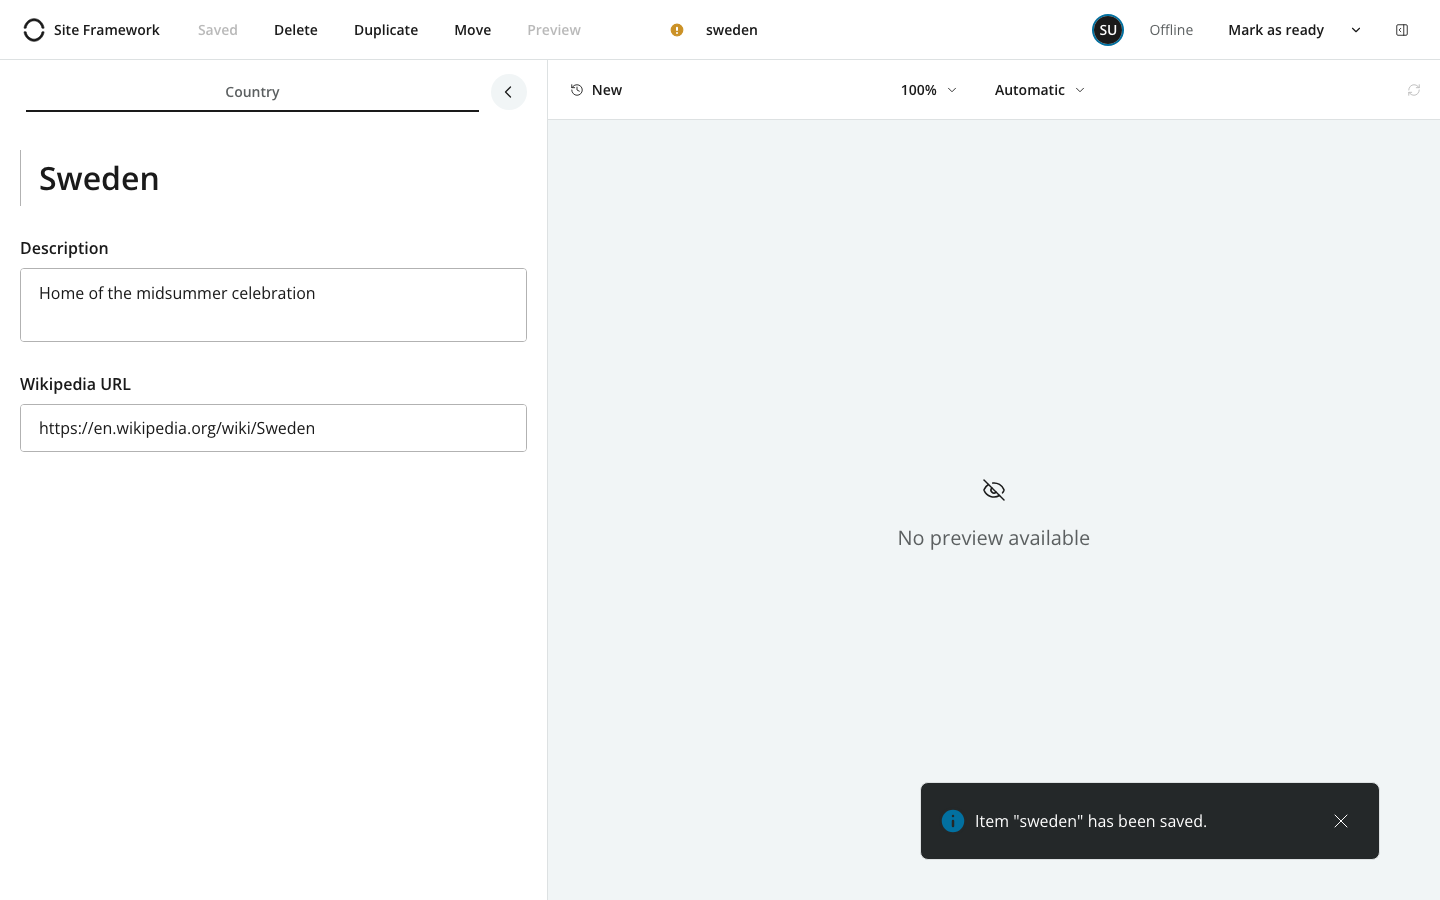 Site Framework
Saved
Delete
Duplicate
Move
Preview
sweden
SU
Offline
Mark as ready
Country
New
100%
Automatic
Sweden
Description
Home of the midsummer celebration
Wikipedia URL
https://en.wikipedia.org/wiki/Sweden
No preview available
Item "sweden" has been saved.